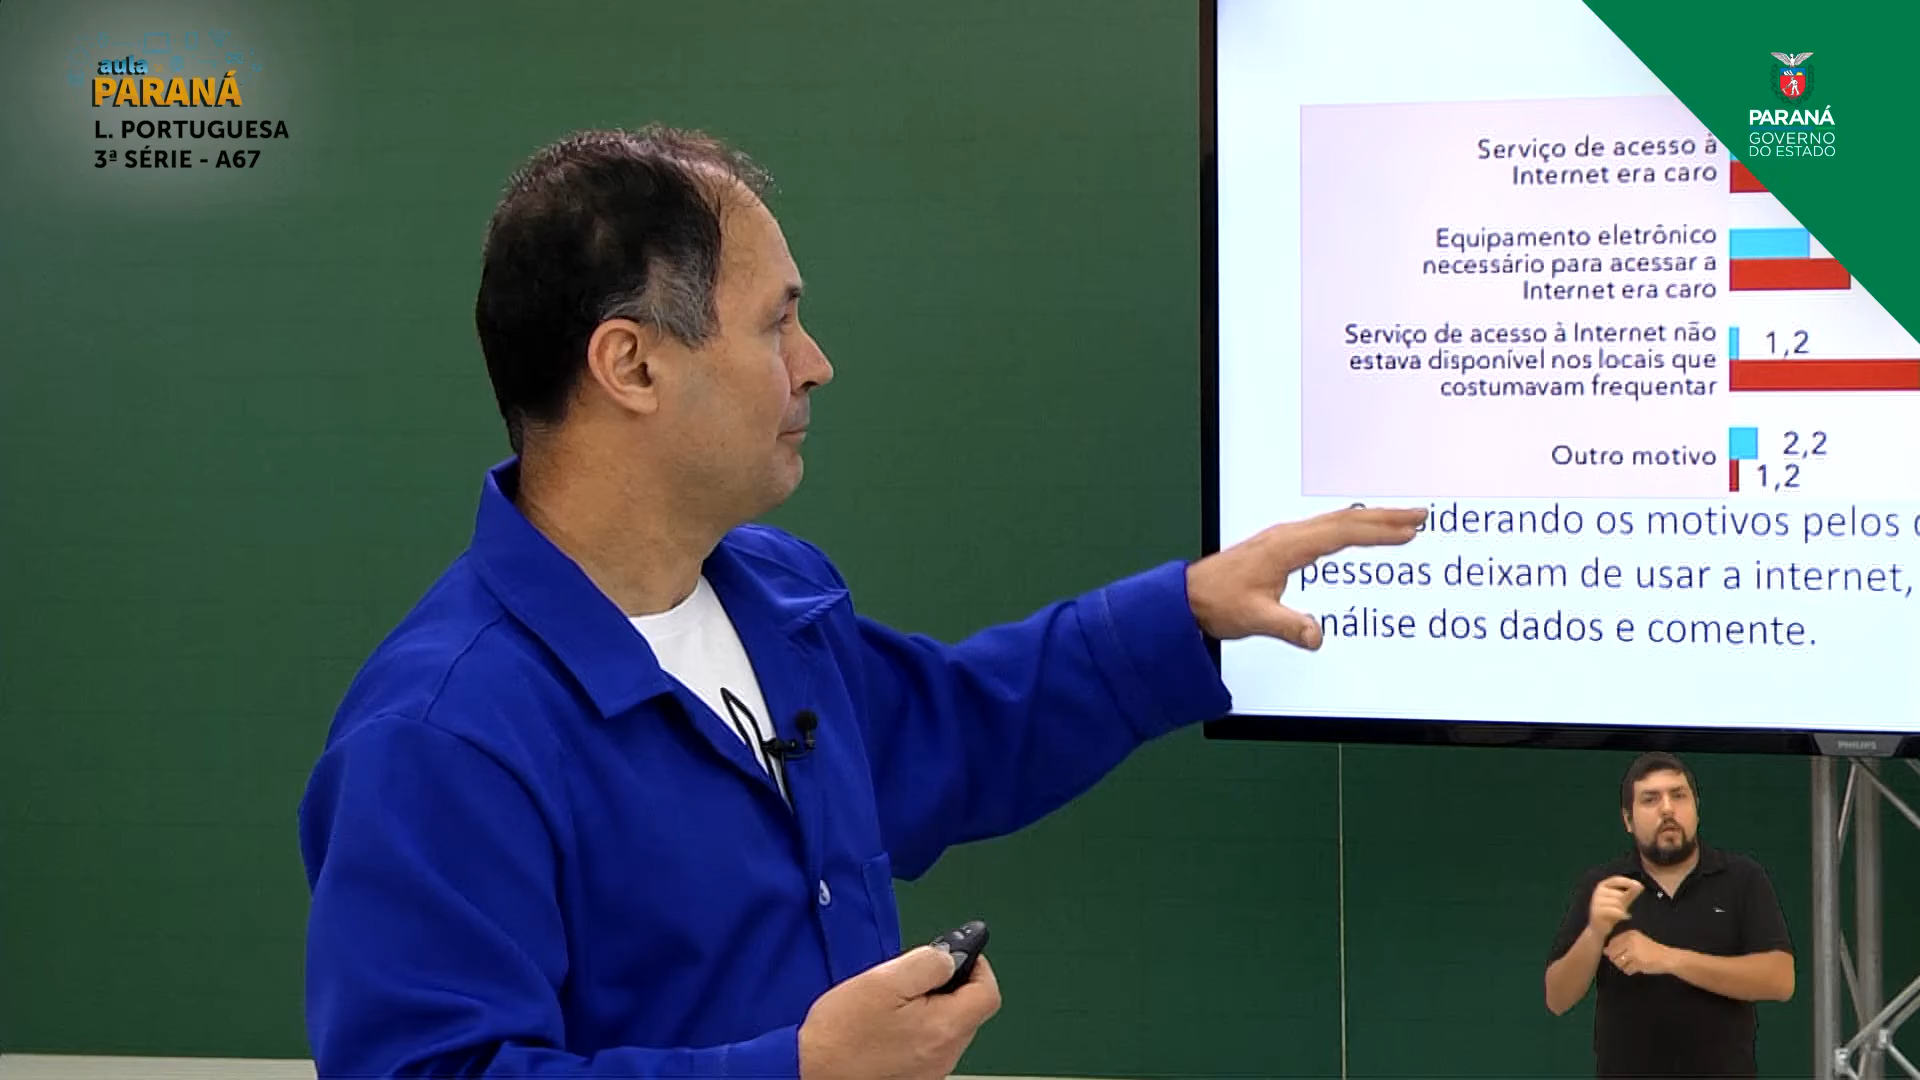 aula
PARANÁ
L. PORTUGUESA
3ª SÉRIE - A67
PARANÁ
GOVERNO
DO ESTADO
Serviço de acesso à
Internet era caro
Equipamento eletrônico
necessário para acessar a
Internet era caro
Serviço de acesso à Internet não
estava disponível nos locais que
costumavam frequentar
1,2
Outro motivo
2,2
1,2
os motivos pelos
pessoas deixam de usar a internet,
dos dados e comente.
PHILIPS